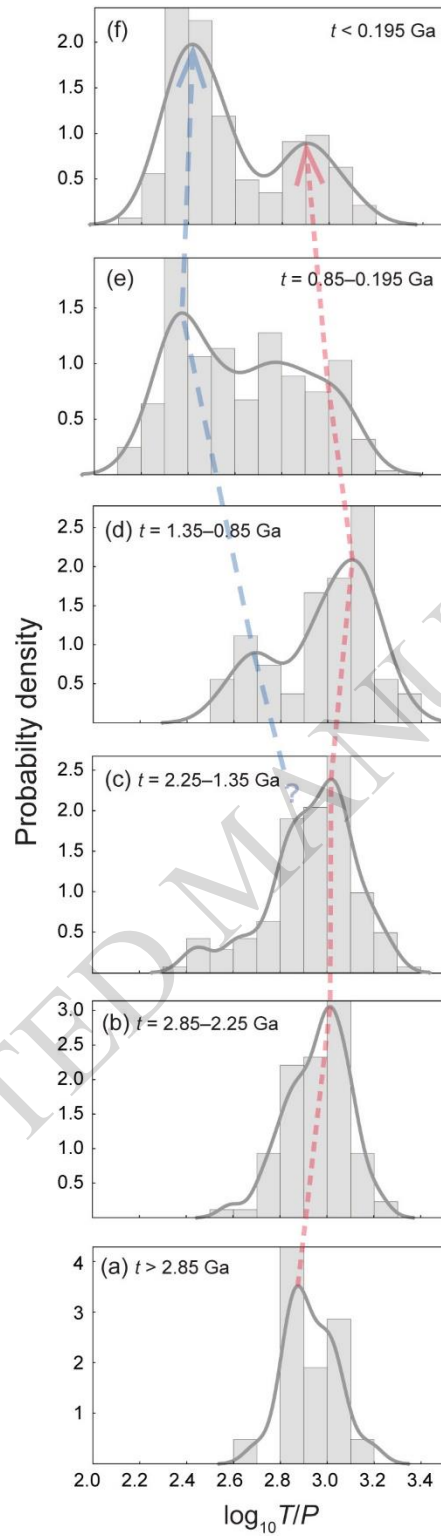 (f)
t < 0.195 Ga
2.0
1.5
1.0
0.5
(e)
t = 0.85–0.195 Ga
1.5
1.0
0.5
(d) t = 1.35–0.85 Ga
2.5
2.0
1.5
1.0
0.5
Probabilty density
(c) t = 2.25–1.35 Ga
?
2.5
2.0
1.5
1.0
0.5
(b) t = 2.85–2.25 Ga
3.0
2.5
2.0
1.5
1.0
0.5
(a) t > 2.85 Ga
4
3
2
1
2.0 2.2 2.4 2.6 2.8 3.0 3.2 3.4
log₁₀T/P
TED MANU